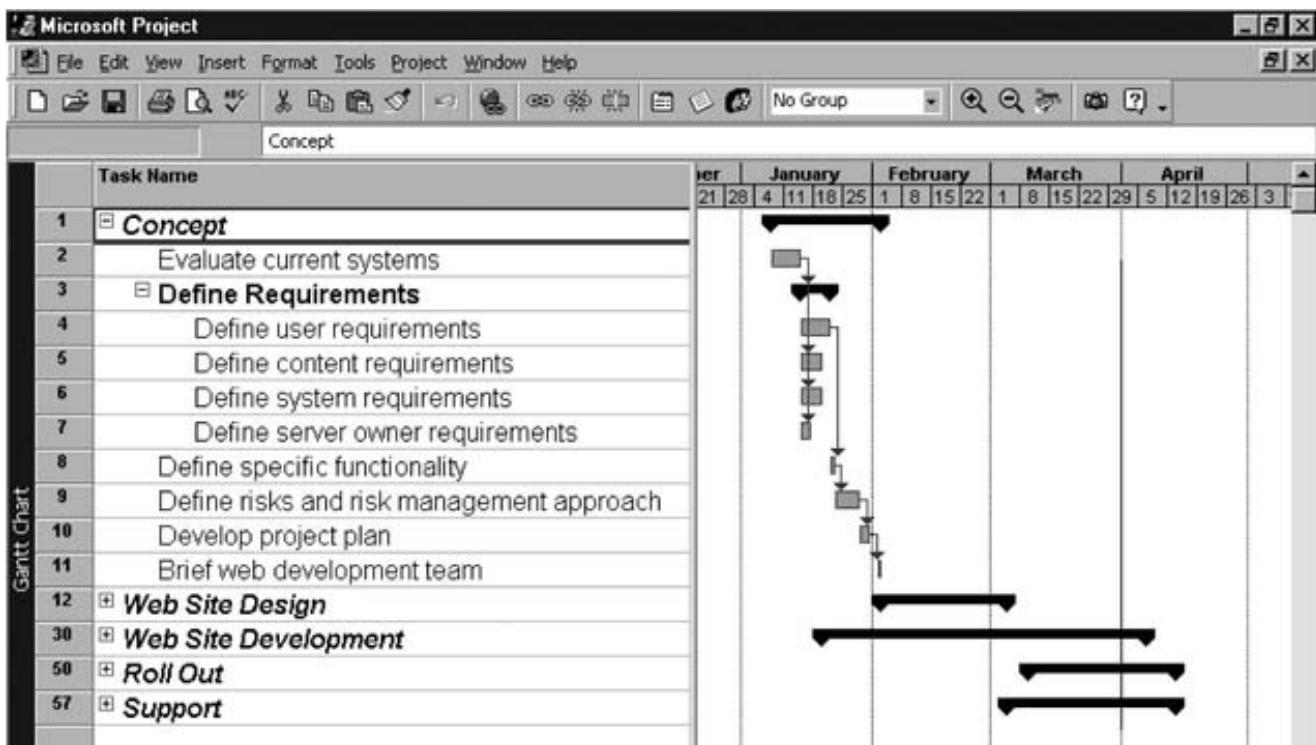 Microsoft Project
File Edit View Insert Format Tools Project Window Help
ABC No Group ?
Concept
Task Name
ber January February March April
21 28 4 11 18 25 1 8 15 22 1 8 15 22 29 5 12 19 26 3
1 Concept
2 Evaluate current systems
3 Define Requirements
4 Define user requirements
5 Define content requirements
6 Define system requirements
7 Define server owner requirements
8 Define specific functionality
9 Define risks and risk management approach
10 Develop project plan
11 Brief web development team
12 Web Site Design
30 Web Site Development
50 Roll Out
57 Support
Gantt Chart